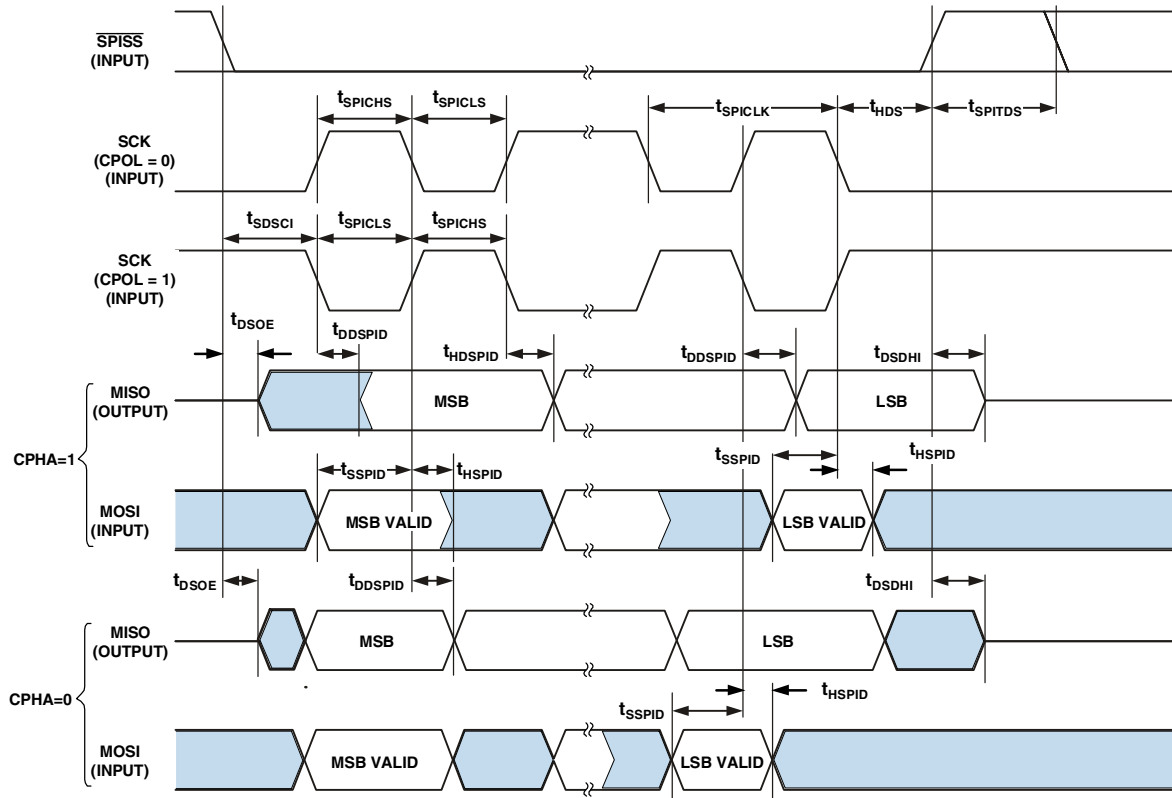 SPISS
(INPUT)
tSPICHS
tSPICLS
tSPICLK
tHDS
tSPITDS
SCK
(CPOL = 0)
(INPUT)
tSDSCI
tSPICLS
tSPICHS
SCK
(CPOL = 1)
(INPUT)
tDSOE
tDDSPID
tHDSPID
tDDSPID
tDSDHI
MISO
(OUTPUT)
MSB
LSB
CPHA=1
tSSPID
tHSPID
tSSPID
tHSPID
MOSI
(INPUT)
MSB VALID
LSB VALID
tDSOE
tDDSPID
tDSDHI
MISO
(OUTPUT)
MSB
LSB
CPHA=0
tSSPID
tHSPID
MOSI
(INPUT)
MSB VALID
LSB VALID